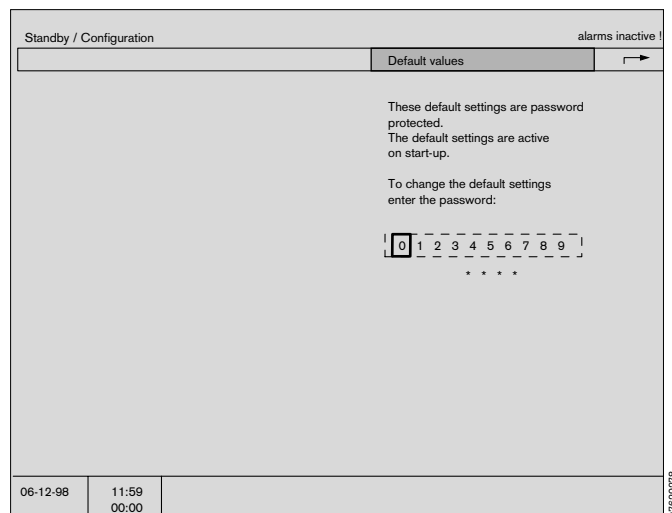 Standby / Configuration
alarms inactive !
Default values
These default settings are password
protected.
The default settings are active
on start-up.
To change the default settings
enter the password:
0 1 2 3 4 5 6 7 8 9
* * * *
06-12-98
11:59
00:00